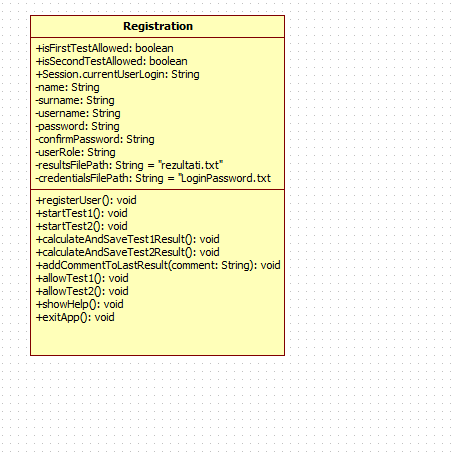 Registration
+isFirstTestAllowed: boolean
+isSecondTestAllowed: boolean
+Session.currentUserLogin: String
-name: String
-surname: String
-username: String
-password: String
-confirmPassword: String
-userRole: String
-resultsFilePath: String = "rezultati.txt"
-credentialsFilePath: String = "LoginPassword.txt
+registerUser(): void
+startTest1(): void
+startTest2(): void
+calculateAndSaveTest1Result(): void
+calculateAndSaveTest2Result(): void
+addCommentToLastResult(comment: String): void
+allowTest1(): void
+allowTest2(): void
+showHelp(): void
+exitApp(): void